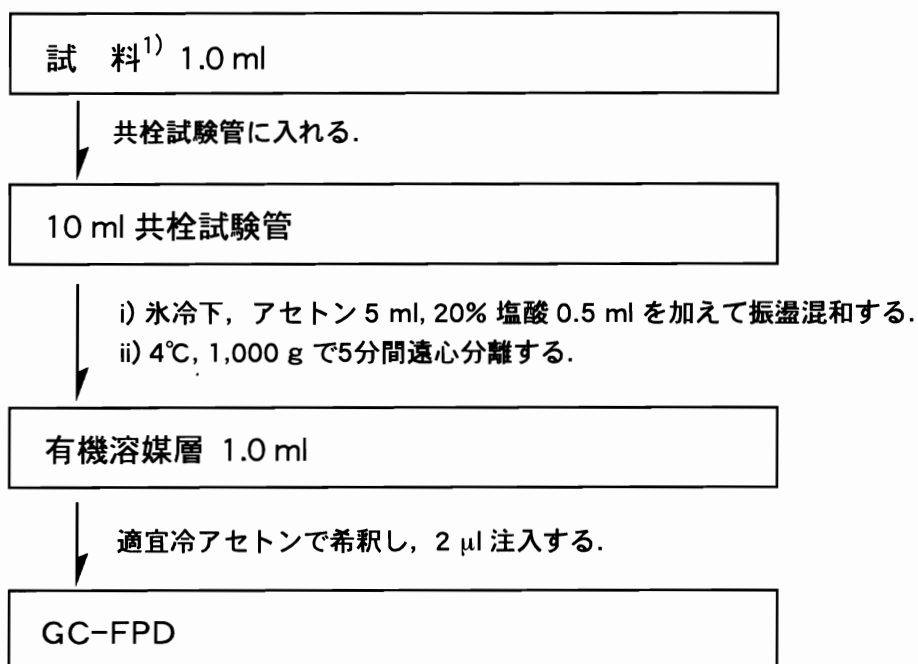 試　料1) 1.0 ml
共栓試験管に入れる.
10 ml 共栓試験管
i) 氷冷下, アセトン 5 ml, 20% 塩酸 0.5 ml を加えて振盪混和する.
ii) 4℃, 1,000 g で5分間遠心分離する.
有機溶媒層 1.0 ml
適宜冷アセトンで希釈し, 2 μl 注入する.
GC-FPD